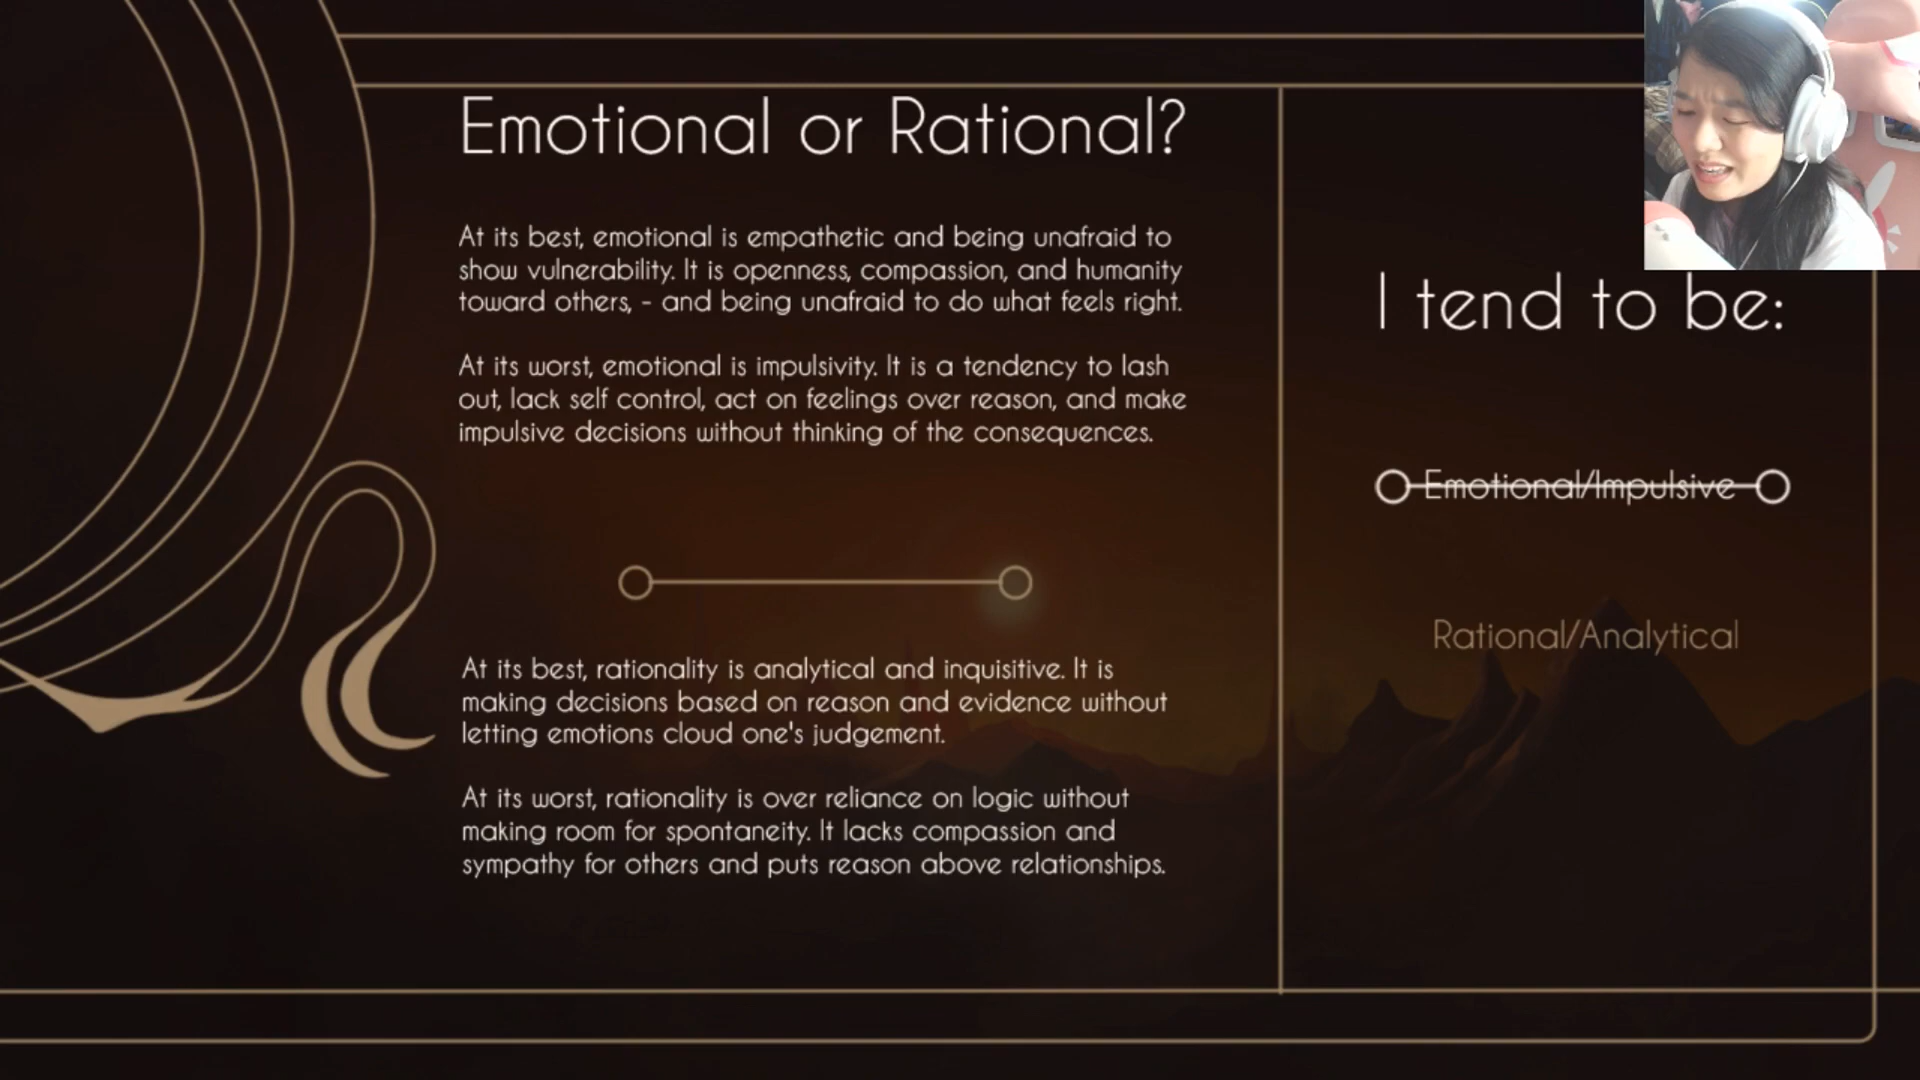 Emotional or Rational?
At its best, emotional is empathetic and being unafraid to
show vulnerability. It is openness, compassion, and humanity
toward others, - and being unafraid to do what feels right.
At its worst, emotional is impulsivity. It is a tendency to lash
out, lack self control, act on feelings over reason, and make
impulsive decisions without thinking of the consequences.
At its best, rationality is analytical and inquisitive. It is
making decisions based on reason and evidence without
letting emotions cloud one's judgement.
At its worst, rationality is over reliance on logic without
making room for spontaneity. It lacks compassion and
sympathy for others and puts reason above relationships.
I tend to be:
Emotional/Impulsive
Rational/Analytical